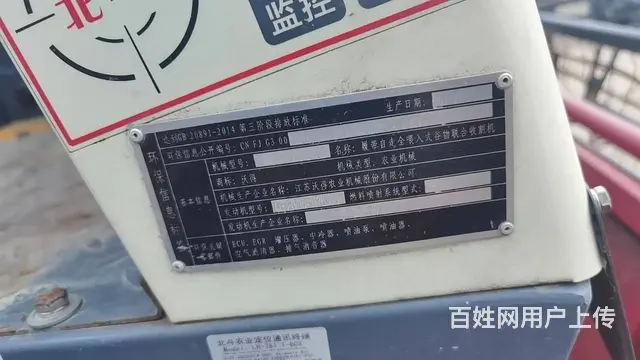 北
监控
达到GB 20891-2014 第三阶段排放标准
生产日期:
环保信息公开编号: CN FJ G3 00
名称: 履带自走全喂入式谷物联合收割机
机械型号:
机械类型: 农业机械
商标: 沃得
机械生产企业名称: 江苏沃得农业机械股份有限公司
发动机型号:
燃料喷射系统型式:
发动机生产企业名称:
ECU、EGR 增压器、中冷器、喷油泵、喷油器、
空气滤清器、排气消音器
环保信息标签
基本信息
北斗农业定位通讯终端
百姓网用户上传